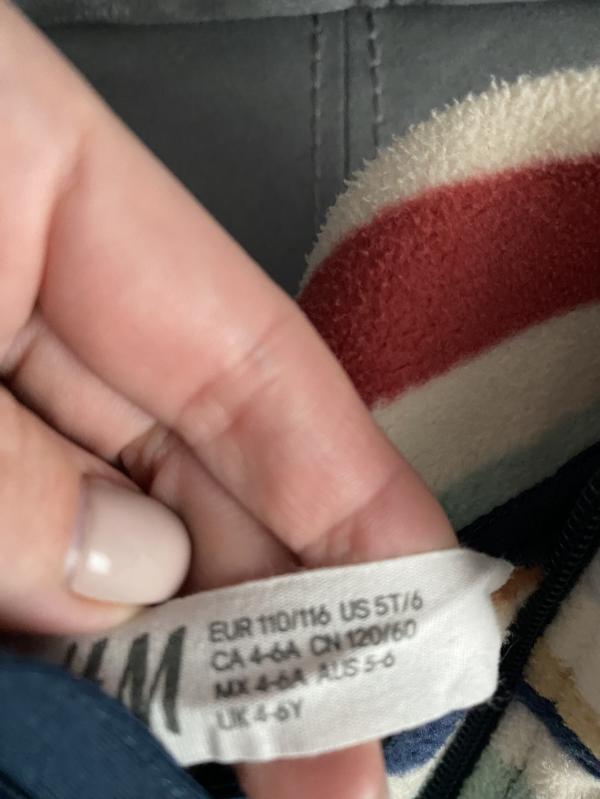 H&M
EUR 110/116 US 5T/6
CA 4-6A CN 120/60
MX 4-6A AUS 5-6
UK 4-6Y